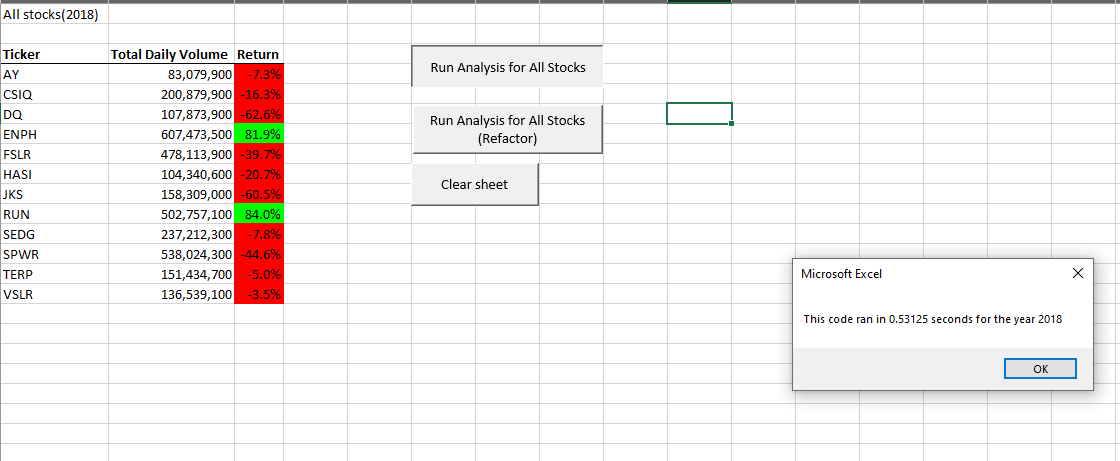 All stocks(2018)
Ticker Total Daily Volume Return
AY 83,079,900 -7.3%
CSIQ 200,879,900 -16.3%
DQ 107,873,900 -62.6%
ENPH 607,473,500 81.9%
FSLR 478,113,900 -39.7%
HASI 104,340,600 -20.7%
JKS 158,309,000 -60.5%
RUN 502,757,100 84.0%
SEDG 237,212,300 -7.8%
SPWR 538,024,300 -44.6%
TERP 151,434,700 -5.0%
VSLR 136,539,100 -3.5%
Run Analysis for All Stocks
Run Analysis for All Stocks
(Refactor)
Clear sheet
Microsoft Excel
This code ran in 0.53125 seconds for the year 2018
OK